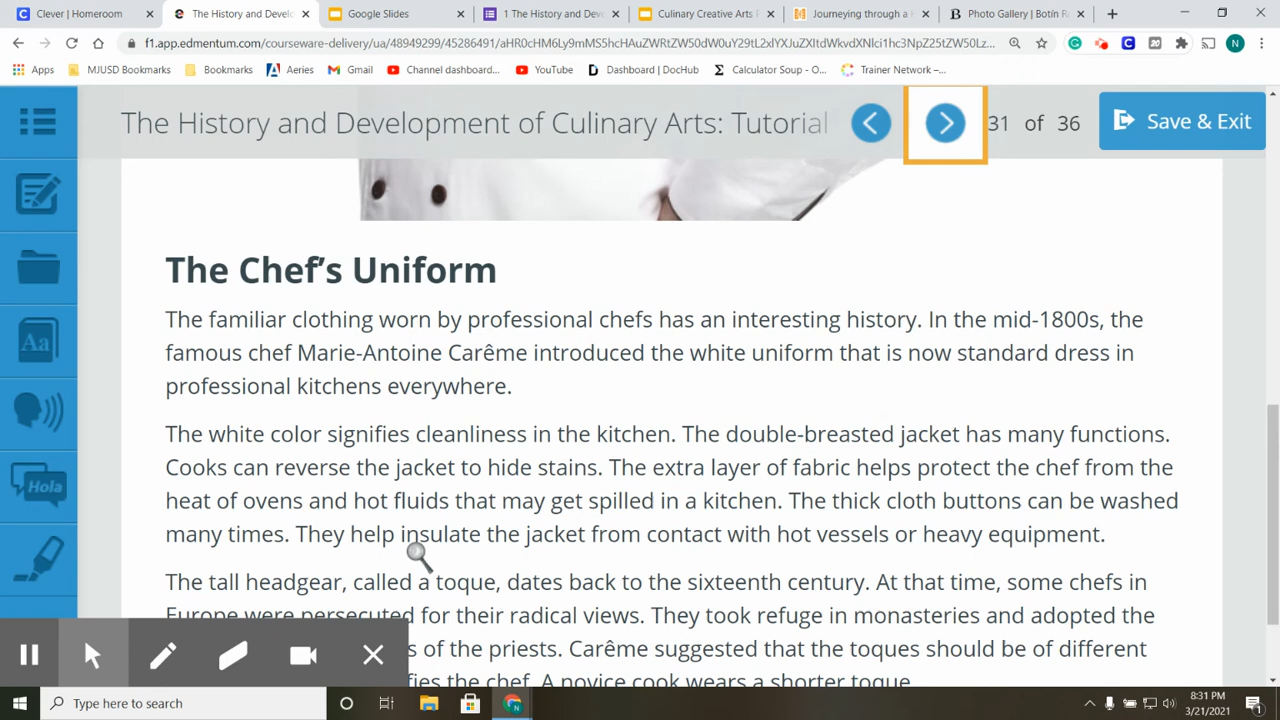 Clever | Homeroom
The History and Develo
Google Slides
1 The History and Dev
Culinary Creative Arts
Journeying through a
Photo Gallery | Botín R
f1.app.edmentum.com/courseware-delivery/
Apps
MJUSD Bookmarks
Bookmarks
Aeries
Gmail
Channel dashboard...
YouTube
Dashboard | DocHub
Calculator Soup - O...
Trainer Network –...
The History and Development of Culinary Arts: Tutorial
31 of 36
Save & Exit
The Chef's Uniform
The familiar clothing worn by professional chefs has an interesting history. In the mid-1800s, the
famous chef Marie-Antoine Carême introduced the white uniform that is now standard dress in
professional kitchens everywhere.
The white color signifies cleanliness in the kitchen. The double-breasted jacket has many functions.
Cooks can reverse the jacket to hide stains. The extra layer of fabric helps protect the chef from the
heat of ovens and hot fluids that may get spilled in a kitchen. The thick cloth buttons can be washed
many times. They help insulate the jacket from contact with hot vessels or heavy equipment.
The tall headgear, called a toque, dates back to the sixteenth century. At that time, some chefs in
Europe were persecuted for their radical views. They took refuge in monasteries and adopted the
of the priests. Carême suggested that the toques should be of different
the chef. A novice cook wears a shorter toque.
Aa
Hola
Type here to search
8:31 PM
3/21/2021